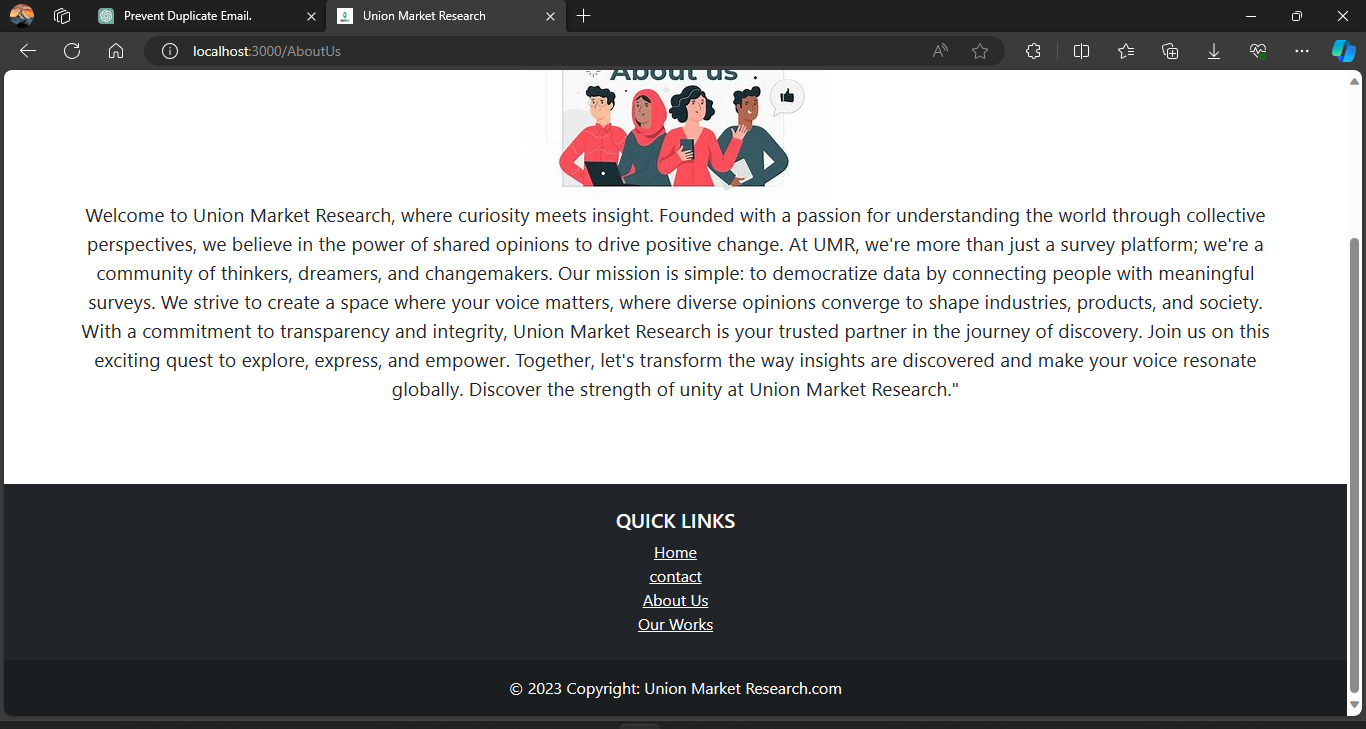 Prevent Duplicate Email.
Union Market Research
localhost:3000/AboutUs
About us
Welcome to Union Market Research, where curiosity meets insight. Founded with a passion for understanding the world through collective
perspectives, we believe in the power of shared opinions to drive positive change. At UMR, we're more than just a survey platform; we're a
community of thinkers, dreamers, and changemakers. Our mission is simple: to democratize data by connecting people with meaningful
surveys. We strive to create a space where your voice matters, where diverse opinions converge to shape industries, products, and society.
With a commitment to transparency and integrity, Union Market Research is your trusted partner in the journey of discovery. Join us on this
exciting quest to explore, express, and empower. Together, let's transform the way insights are discovered and make your voice resonate
globally. Discover the strength of unity at Union Market Research."
QUICK LINKS
Home
contact
About Us
Our Works
© 2023 Copyright: Union Market Research.com